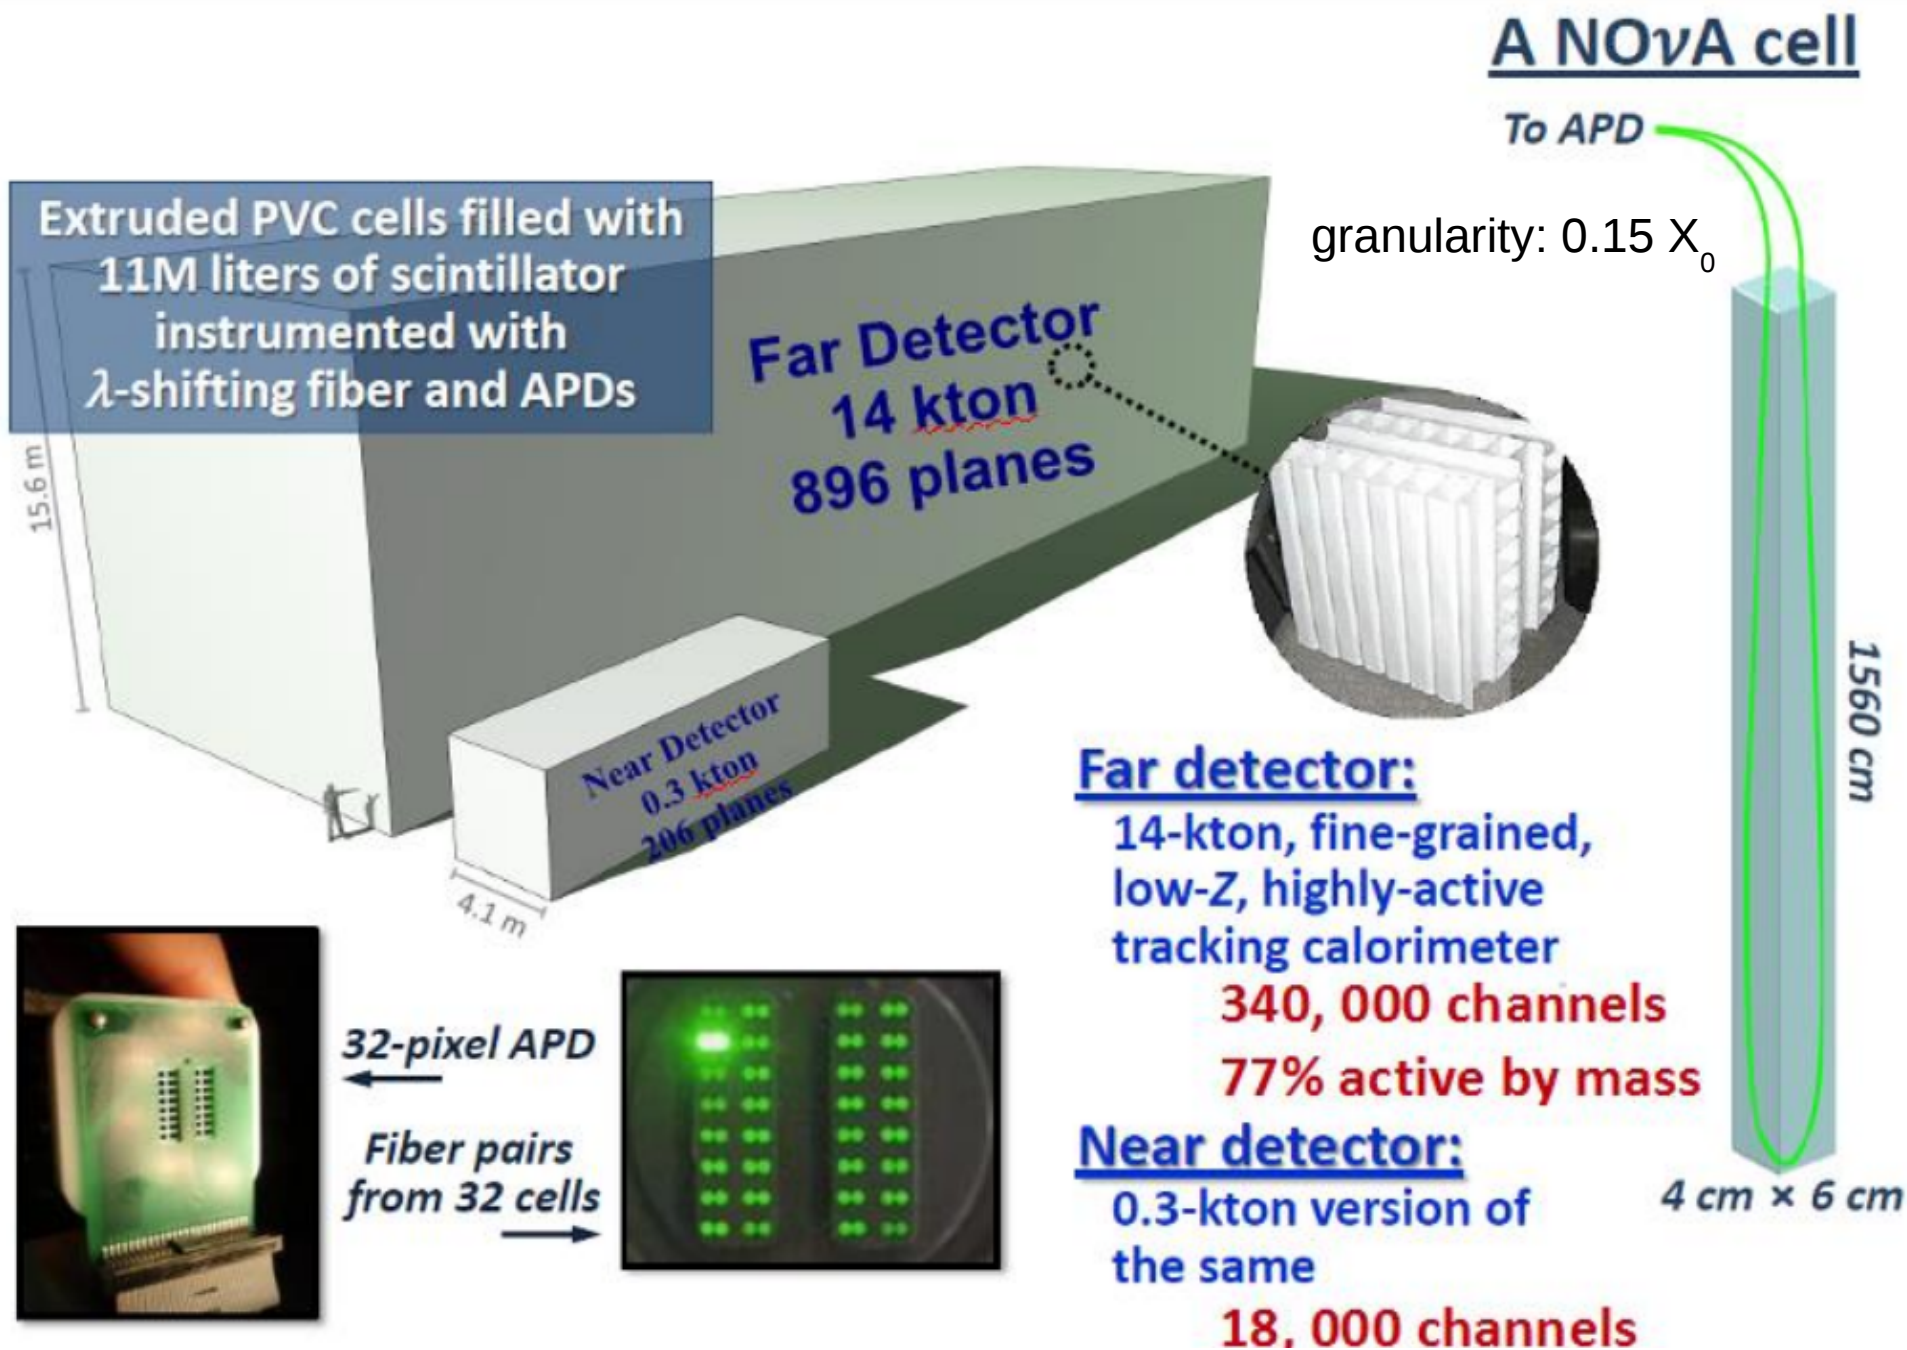 A NOνA cell
To APD
granularity: 0.15 X₀
Extruded PVC cells filled with
11M liters of scintillator
instrumented with
λ-shifting fiber and APDs
15.6 m
Far Detector
14 kton
896 planes
Near Detector
0.3 kton
206 planes
4.1 m
1560 cm
4 cm × 6 cm
32-pixel APD
Fiber pairs
from 32 cells
Far detector:
14-kton, fine-grained,
low-Z, highly-active
tracking calorimeter
340, 000 channels
77% active by mass
Near detector:
0.3-kton version of
the same
18, 000 channels